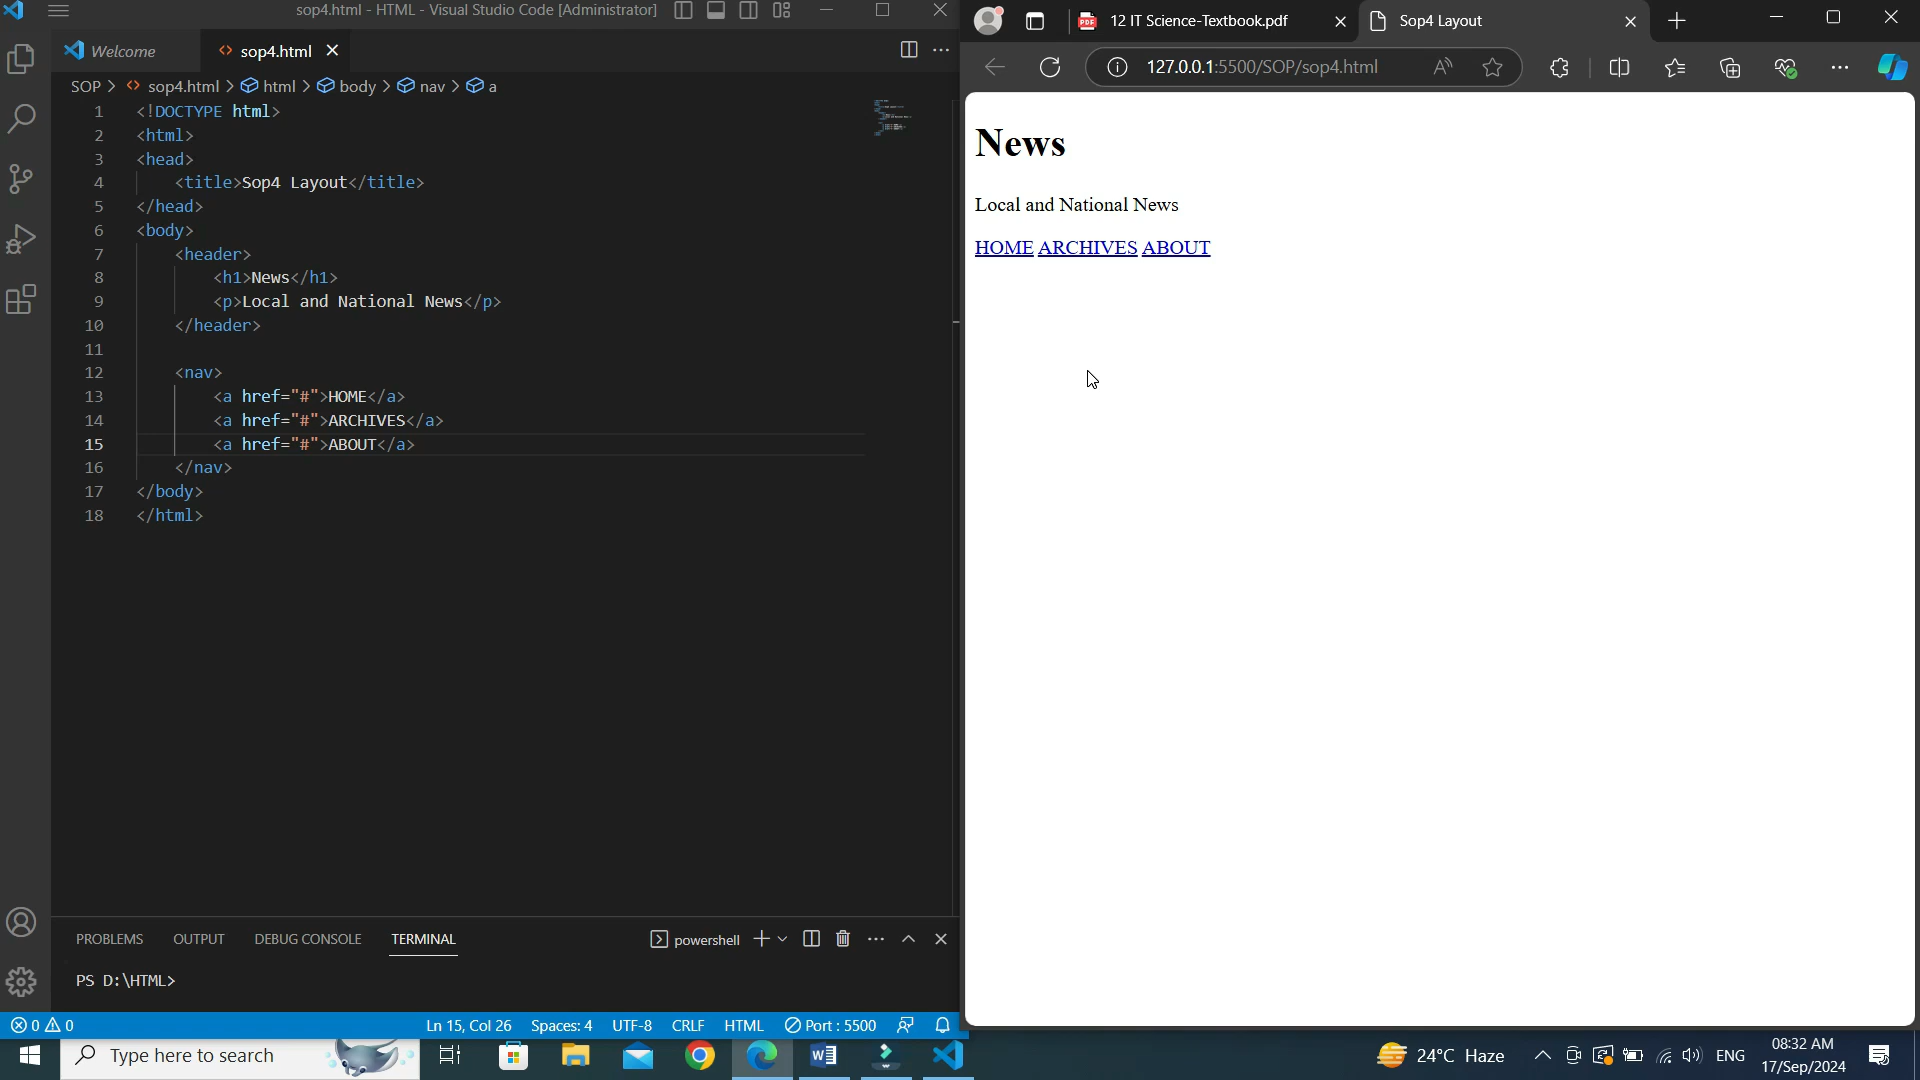 sop4.html - HTML - Visual Studio Code [Administrator]
Welcome
sop4.html
SOP > sop4.html > html > body > nav > a
1 <!DOCTYPE html>
2 <html>
3 <head>
4 <title>Sop4 Layout</title>
5 </head>
6 <body>
7 <header>
8 <h1>News</h1>
9 <p>Local and National News</p>
10 </header>
11
12 <nav>
13 <a href="#">HOME</a>
14 <a href="#">ARCHIVES</a>
15 <a href="#">ABOUT</a>
16 </nav>
17 </body>
18 </html>
PROBLEMS OUTPUT DEBUG CONSOLE TERMINAL
powershell
PS D:\HTML>
0 0
Ln 15, Col 26 Spaces: 4 UTF-8 CRLF HTML Port : 5500
12 IT Science-Textbook.pdf
Sop4 Layout
127.0.0.1:5500/SOP/sop4.html
News
Local and National News
HOME ARCHIVES ABOUT
Type here to search
24°C Haze
ENG
08:32 AM
17/Sep/2024